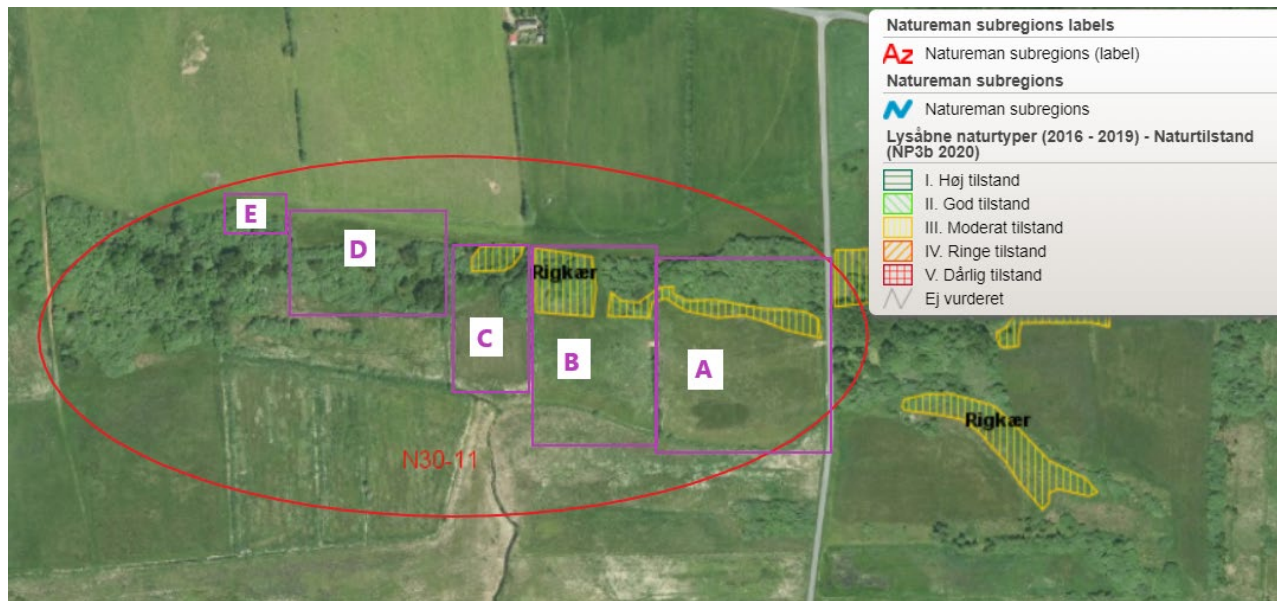 Natureman subregions labels
Az Natureman subregions (label)
Natureman subregions
Natureman subregions
Lysåbne naturtyper (2016 - 2019) - Naturtilstand
(NP3b 2020)
I. Høj tilstand
II. God tilstand
III. Moderat tilstand
IV. Ringe tilstand
V. Dårlig tilstand
Ej vurderet
E
D
Rigkær
C
B
A
Rigkær
N30-11